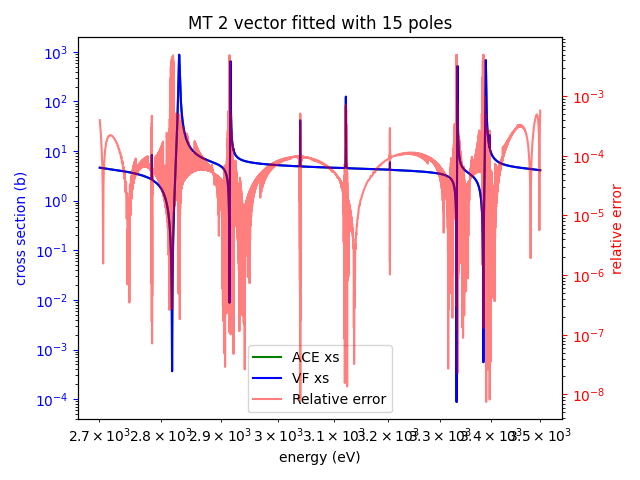 MT 2 vector fitted with 15 poles
cross section (b)
10³
10²
10¹
10⁰
10⁻¹
10⁻²
10⁻³
10⁻⁴
10⁻³
10⁻⁴
10⁻⁵
10⁻⁶
10⁻⁷
10⁻⁸
relative error
ACE xs
VF xs
Relative error
2.7 × 10³ 2.8 × 10³ 2.9 × 10³ 3 × 10³ 3.1 × 10³ 3.2 × 10³ 3.3 × 10³ 3.4 × 10³ 3.5 × 10³
energy (eV)